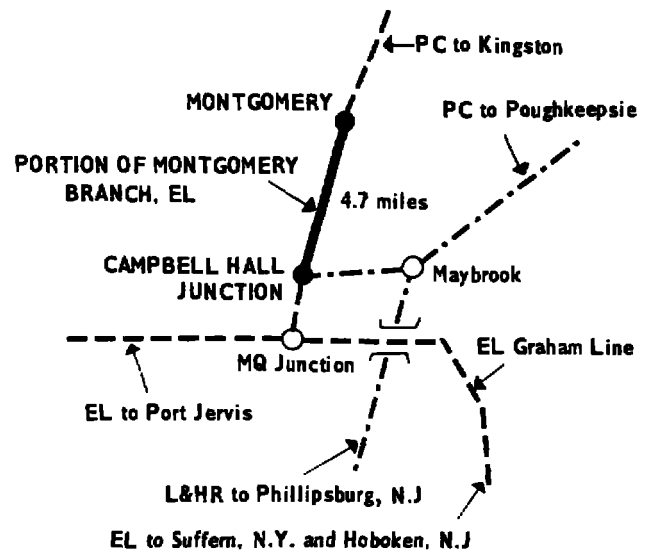 PC to Kingston
MONTGOMERY
PC to Poughkeepsie
PORTION OF MONTGOMERY
BRANCH, EL
4.7 miles
CAMPBELL HALL
JUNCTION
Maybrook
MQ Junction
EL Graham Line
EL to Port Jervis
L&HR to Phillipsburg, N.J
EL to Suffern, N.Y. and Hoboken, N.J